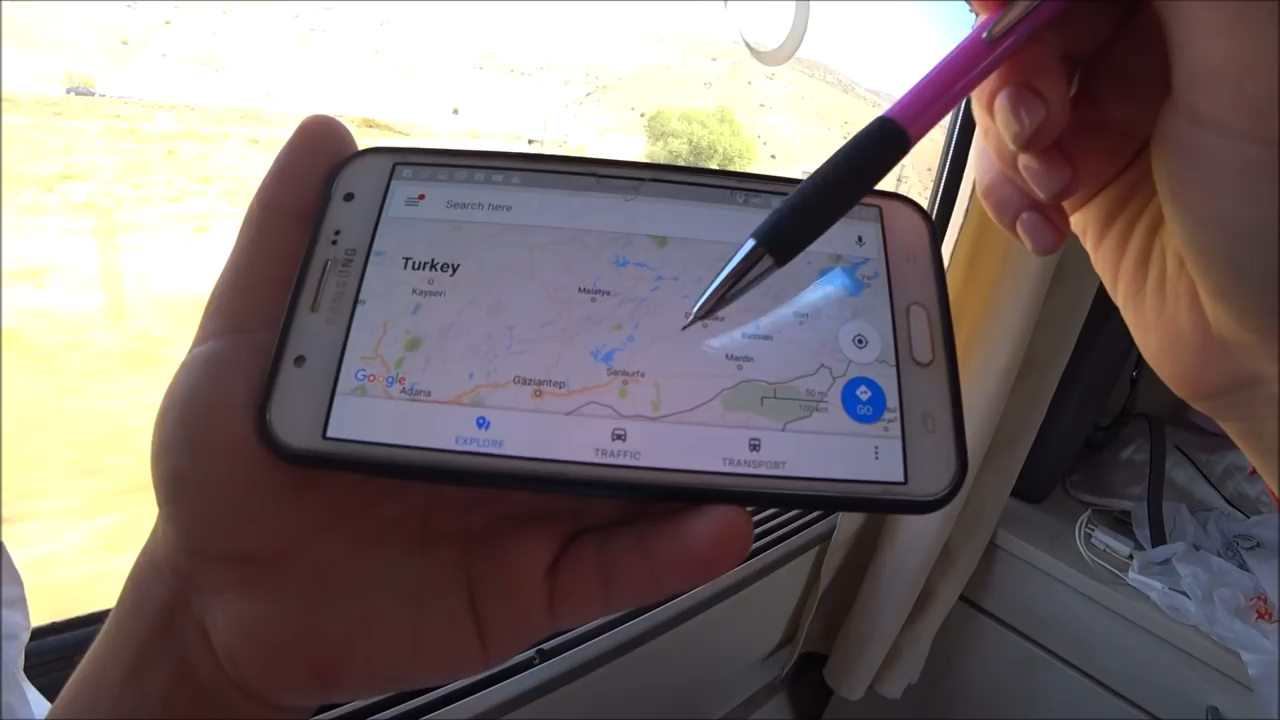 SAMSUNG
Search here
Turkey
Kayseri
Malatya
Batman
Mardin
Şanlıurfa
Gaziantep
Adana
Google
50 mi
100 km
GO
EXPLORE
TRAFFIC
TRANSPORT